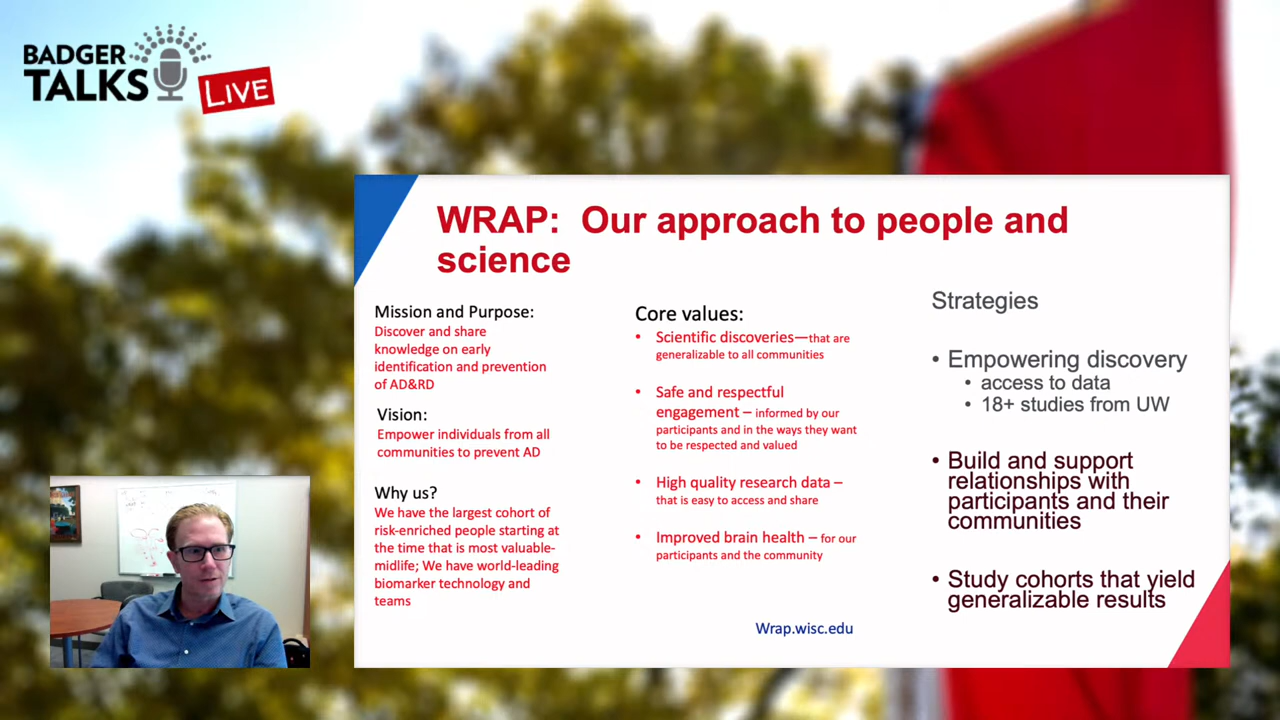 BADGER
TALKS
LIVE
WRAP:  Our approach to people and
science
Mission and Purpose:
Discover and share
knowledge on early
identification and prevention
of AD&RD
Vision:
Empower individuals from all
communities to prevent AD
Why us?
We have the largest cohort of
risk-enriched people starting at
the time that is most valuable-
midlife; We have world-leading
biomarker technology and
teams
Core values:
• Scientific discoveries—that are
generalizable to all communities
• Safe and respectful
engagement – informed by our
participants and in the ways they want
to be respected and valued
• High quality research data –
that is easy to access and share
• Improved brain health – for our
participants and the community
Wrap.wisc.edu
Strategies
• Empowering discovery
• access to data
• 18+ studies from UW
• Build and support
relationships with
participants and their
communities
• Study cohorts that yield
generalizable results